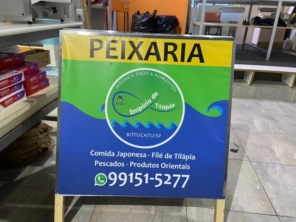 PEIXARIA
Empório da
Tilápia
BOTUCATU/SP
Comida Japonesa - Filé de Tilápia
Pescados - Produtos Orientais
99151-5277